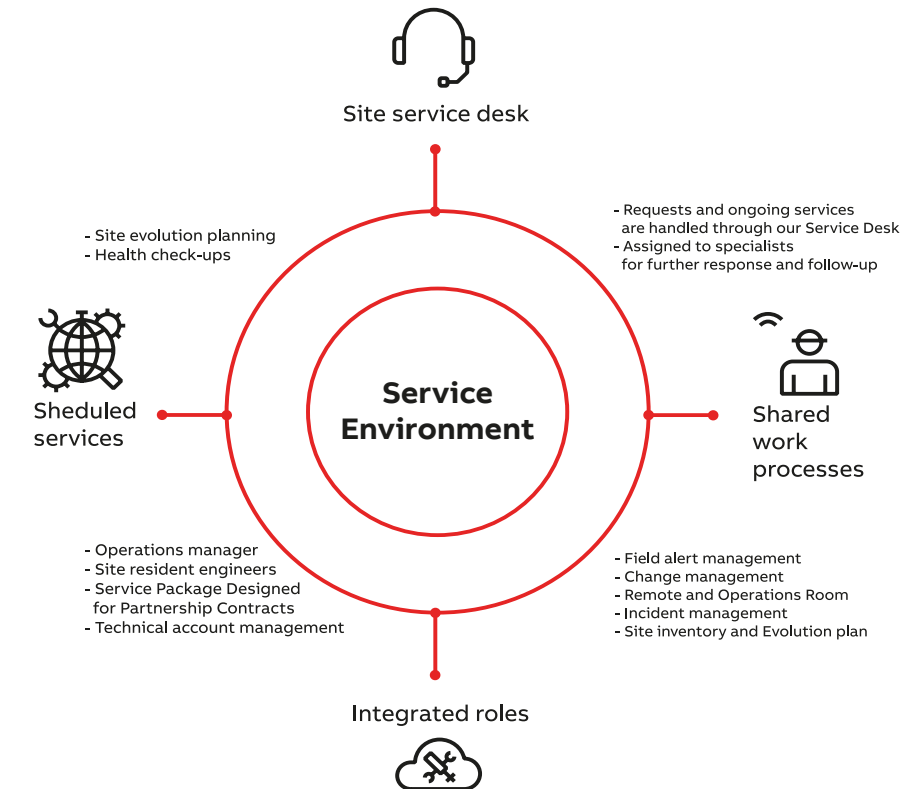 Site service desk
- Site evolution planning
- Health check-ups
- Requests and ongoing services
are handled through our Service Desk
- Assigned to specialists
for further response and follow-up
Sheduled
services
Service
Environment
Shared
work
processes
- Operations manager
- Site resident engineers
- Service Package Designed
for Partnership Contracts
- Technical account management
- Field alert management
- Change management
- Remote and Operations Room
- Incident management
- Site inventory and Evolution plan
Integrated roles